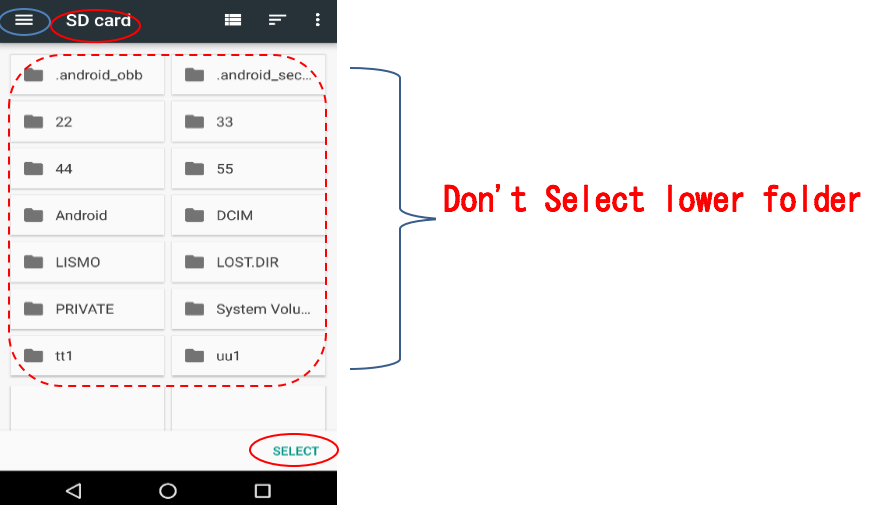 SD card
.android_obb
.android_sec...
22
33
44
55
Android
DCIM
LISMO
LOST.DIR
PRIVATE
System Volu...
tt1
uu1
SELECT
Don't Select lower folder